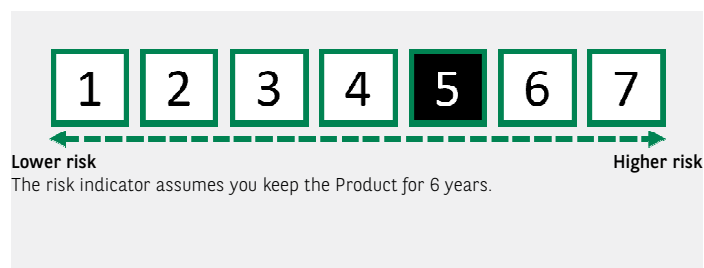 1 2 3 4 5 6 7
Lower risk Higher risk
The risk indicator assumes you keep the Product for 6 years.